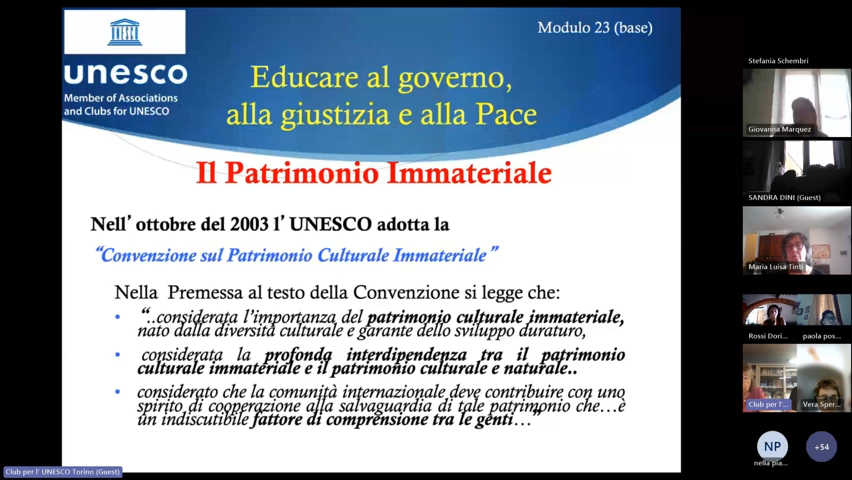 Modulo 23 (base)
unesco
Member of Associations
and Clubs for UNESCO
Educare al governo,
alla giustizia e alla Pace
Il Patrimonio Immateriale
Nell' ottobre del 2003 l' UNESCO adotta la
“Convenzione sul Patrimonio Culturale Immateriale”
Nella Premessa al testo della Convenzione si legge che:
• “..considerata l'importanza del patrimonio culturale immateriale,
nato dalla diversità culturale e garante dello sviluppo duraturo,
• considerata la profonda interdipendenza tra il patrimonio
culturale immateriale e il patrimonio culturale e naturale..
• considerato che la comunità internazionale deve contribuire con uno
spirito di cooperazione alla salvaguardia di tale patrimonio che…è
un indiscutibile fattore di comprensione tra le genti…”
Stefania Schembri
Giovanna Marquez
SANDRA DINI (Guest)
Maria Luisa Tinti
Rossi Dori...
paola pos...
Club per l'...
Vera Sper...
NP
+54
nella pia...
Club per l' UNESCO Torino (Guest)